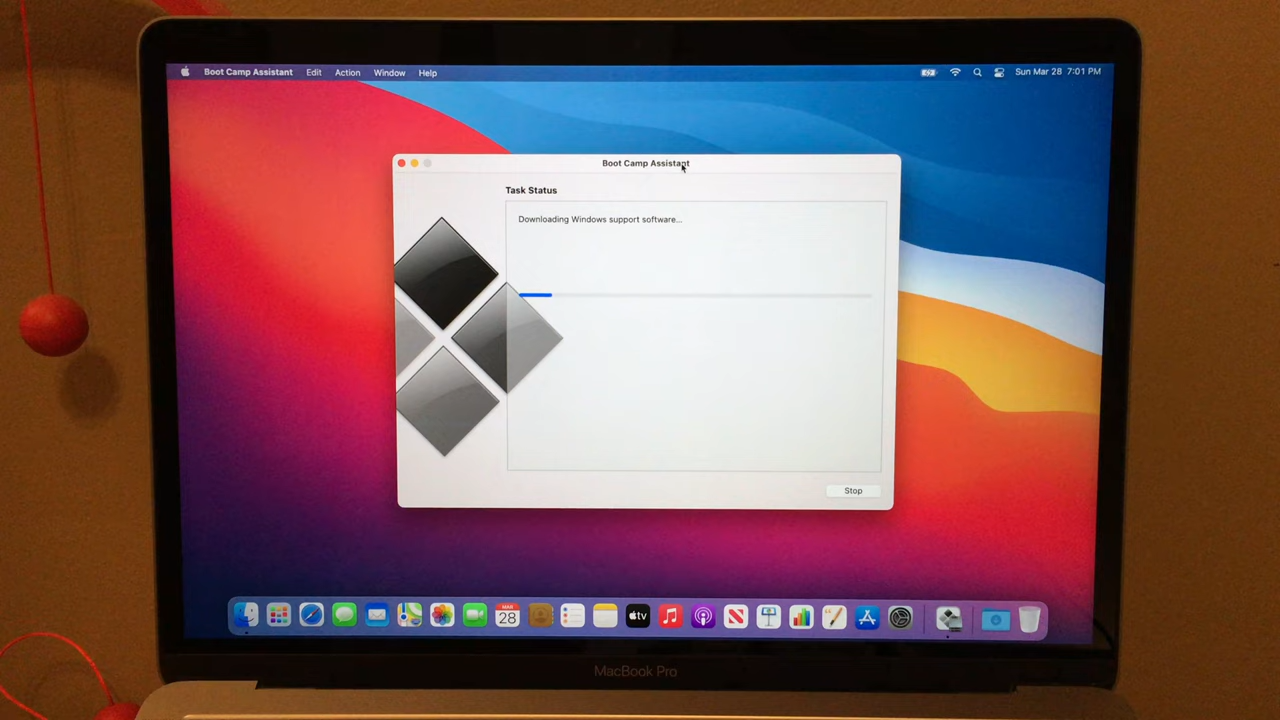 Boot Camp Assistant Edit Action Window Help Sun Mar 28 7:01 PM
Boot Camp Assistant
Task Status
Downloading Windows support software...
Stop
MAR
28
tv
MacBook Pro